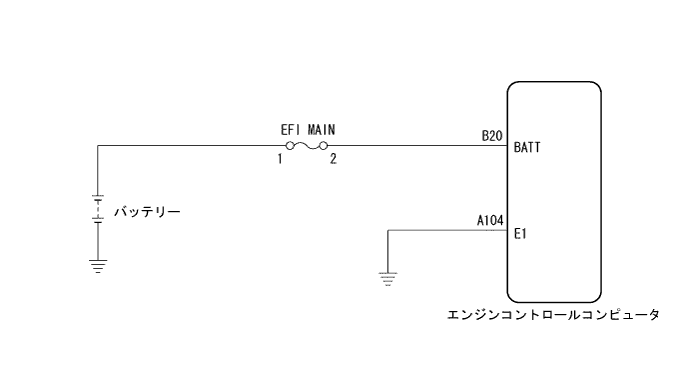 EFI MAIN
1 2
B20
BATT
バッテリー
A104
E1
エンジンコントロールコンピュータ